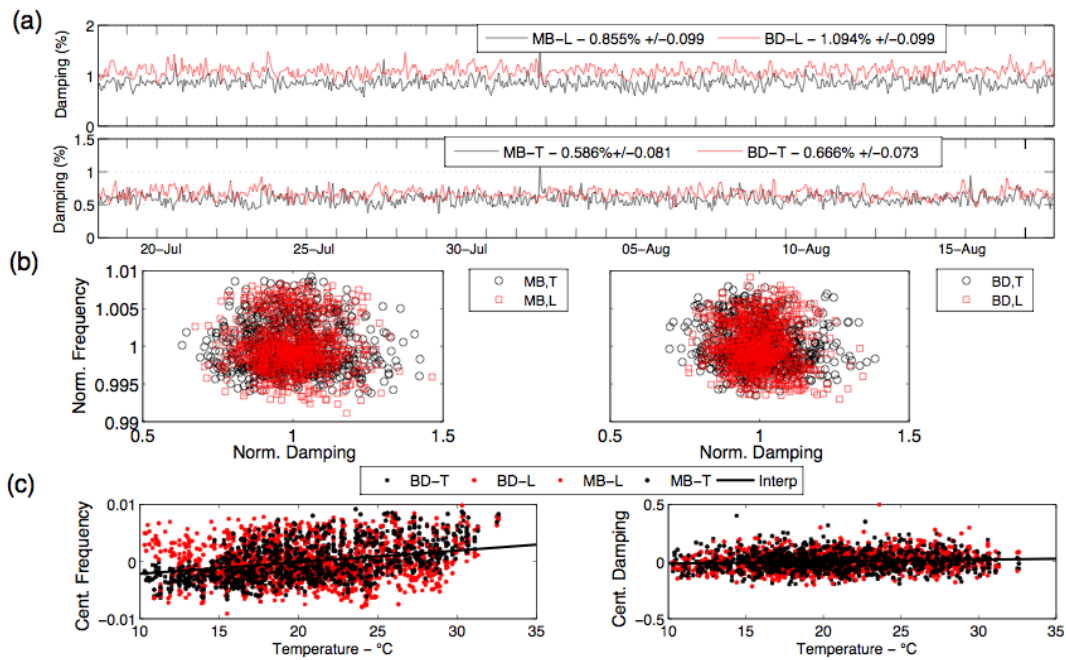 (a)
2
1
0
Damping (%)
MB-L - 0.855% +/-0.099
BD-L - 1.094% +/-0.099
1.5
1
0.5
0
Damping (%)
MB-T - 0.586%+/-0.081
BD-T - 0.666% +/-0.073
20-Jul 25-Jul 30-Jul 05-Aug 10-Aug 15-Aug
(b)
1.01
1.005
1
0.995
0.99
Norm. Frequency
0.5 1 1.5
Norm. Damping
MB,T
MB,L
0.5 1 1.5
Norm. Damping
BD,T
BD,L
(c)
BD-T BD-L MB-L MB-T Interp
0.01
0
-0.01
Cent. Frequency
10 15 20 25 30 35
Temperature - °C
0.5
0
-0.5
Cent. Damping
10 15 20 25 30 35
Temperature - °C